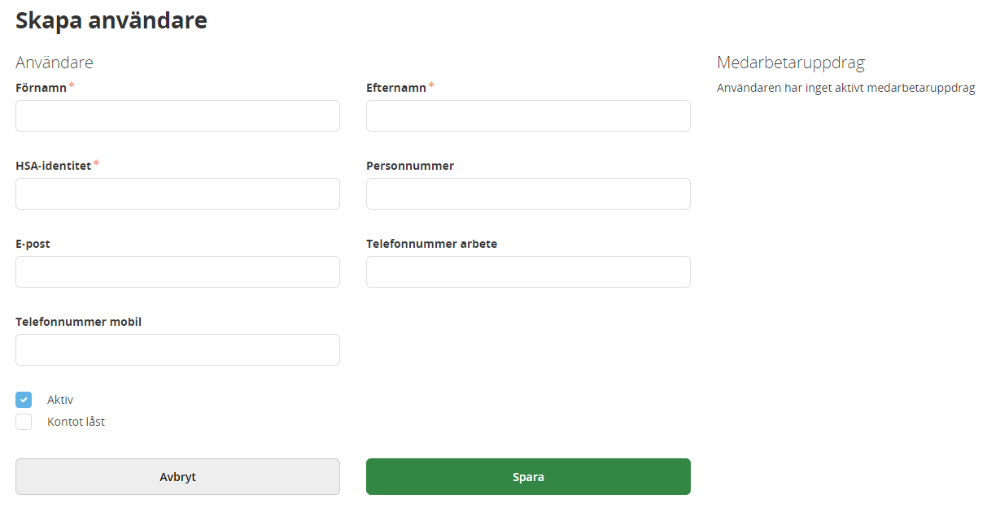 Skapa användare
Användare
Förnamn*
Efternamn*
HSA-identitet*
Personnummer
E-post
Telefonnummer arbete
Telefonnummer mobil
Aktiv
Kontot låst
Avbryt
Spara
Medarbetaruppdrag
Användaren har inget aktivt medarbetaruppdrag